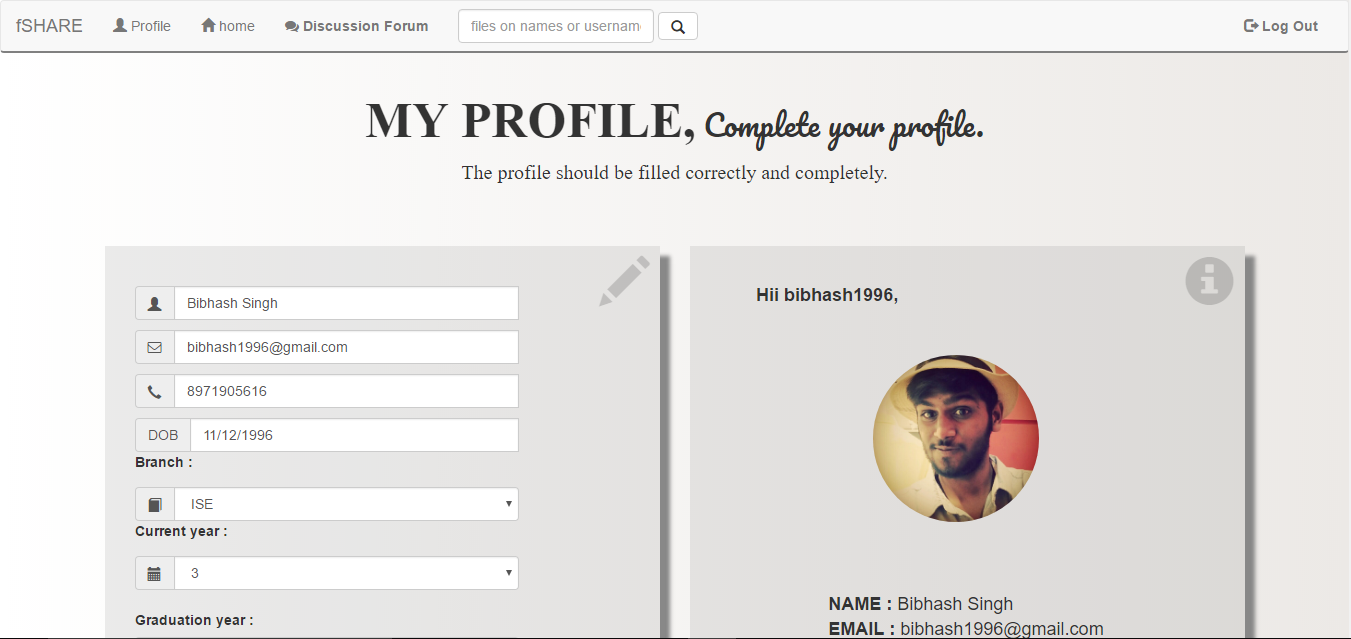 fSHARE Profile home Discussion Forum files on names or usernam Log Out
MY PROFILE, Complete your profile.
The profile should be filled correctly and completely.
Bibhash Singh
bibhash1996@gmail.com
8971905616
DOB 11/12/1996
Branch :
ISE
Current year :
3
Graduation year :
Hii bibhash1996,
NAME : Bibhash Singh
EMAIL : bibhash1996@gmail.com